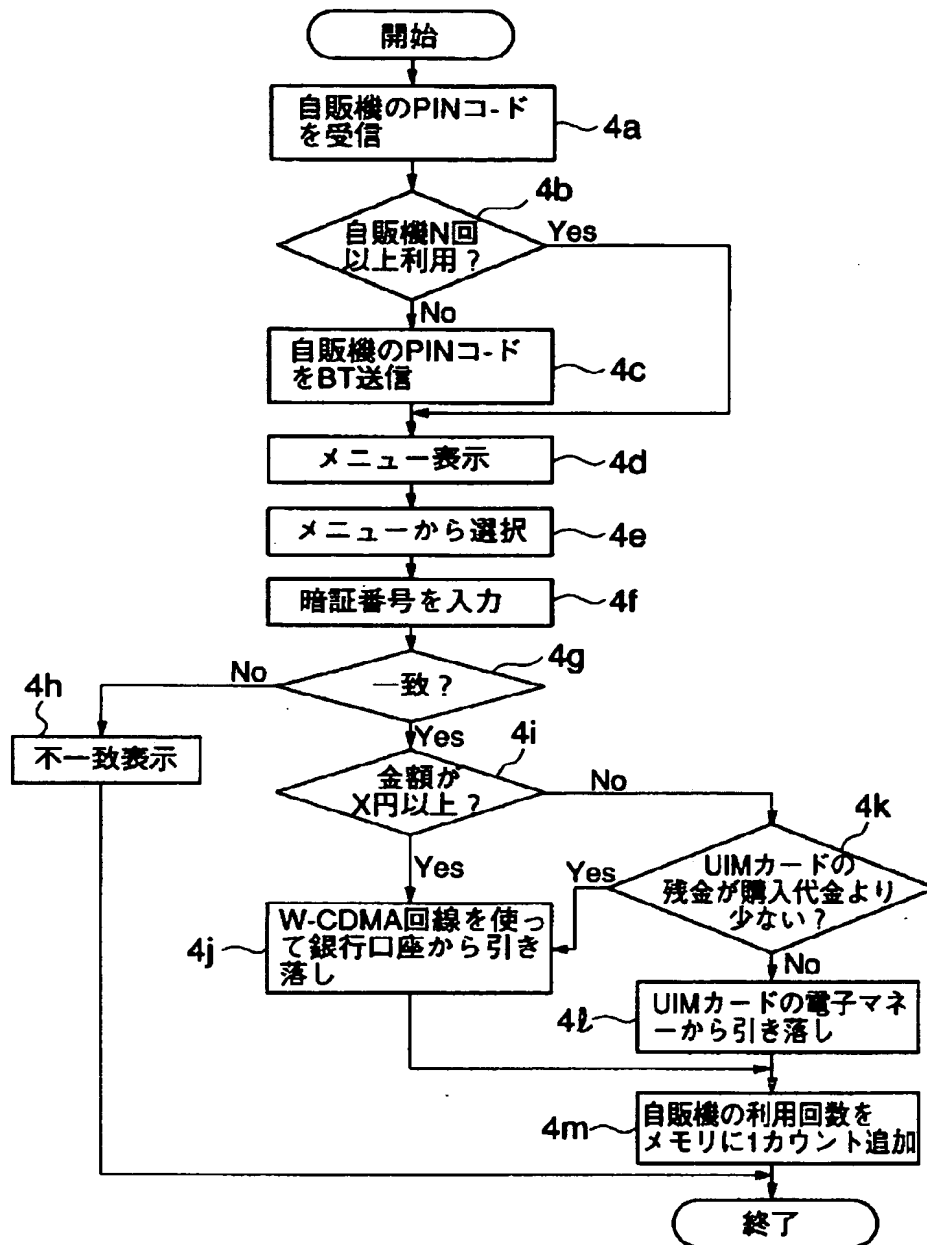 開始
自販機のPINコ-ド
を受信
4a
4b
自販機N回
以上利用?
Yes
No
自販機のPINコ-ド
をBT送信
4c
メニュー表示
4d
メニューから選択
4e
暗証番号を入力
4f
4g
一致?
No
Yes
4h
不一致表示
4i
金額が
X円以上?
No
Yes
4k
UIMカードの
残金が購入代金より
少ない?
Yes
No
4j
W-CDMA回線を使っ
て銀行口座から引き
落し
4ℓ
UIMカードの電子マネ
ーから引き落し
4m
自販機の利用回数を
メモリに1カウント追加
終了